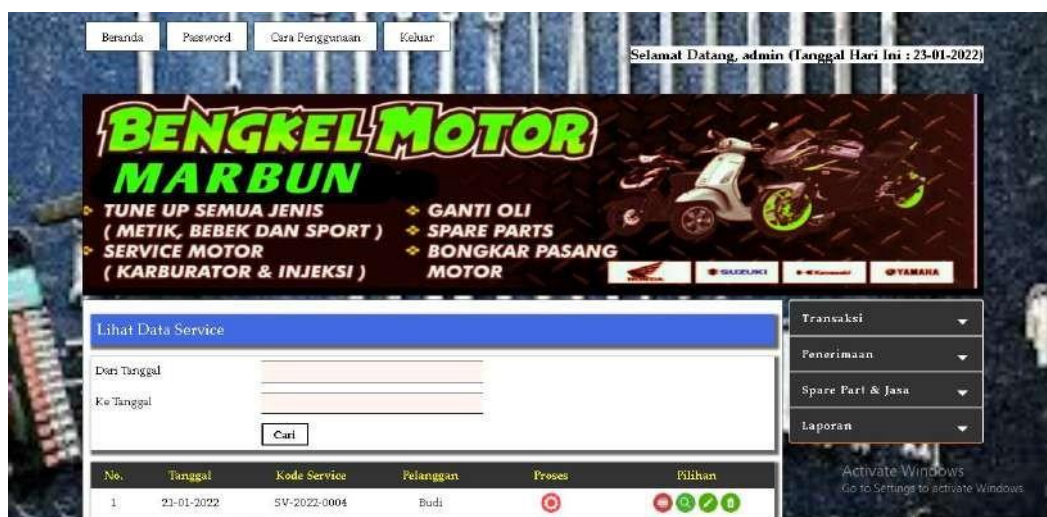 Beranda
Password
Cara Penggunaan
Keluar
Selamat Datang, admin (Tanggal Hari Ini : 23-01-2022)
BENGKEL MOTOR
MARBUN
TUNE UP SEMUA JENIS
( METIK, BEBEK DAN SPORT )
SERVICE MOTOR
( KARBURATOR & INJEKSI )
GANTI OLI
SPARE PARTS
BONGKAR PASANG
MOTOR
HONDA
SUZUKI
Kawasaki
YAMAHA
Lihat Data Service
Dari Tanggal
Ke Tanggal
Cari
Transaksi
Penerimaan
Spare Part & Jasa
Laporan
No. Tanggal Kode Service Pelanggan Proses Pilihan
1 21-01-2022 SV-2022-0004 Budi
Activate Windows
Go to Settings to activate Windows.